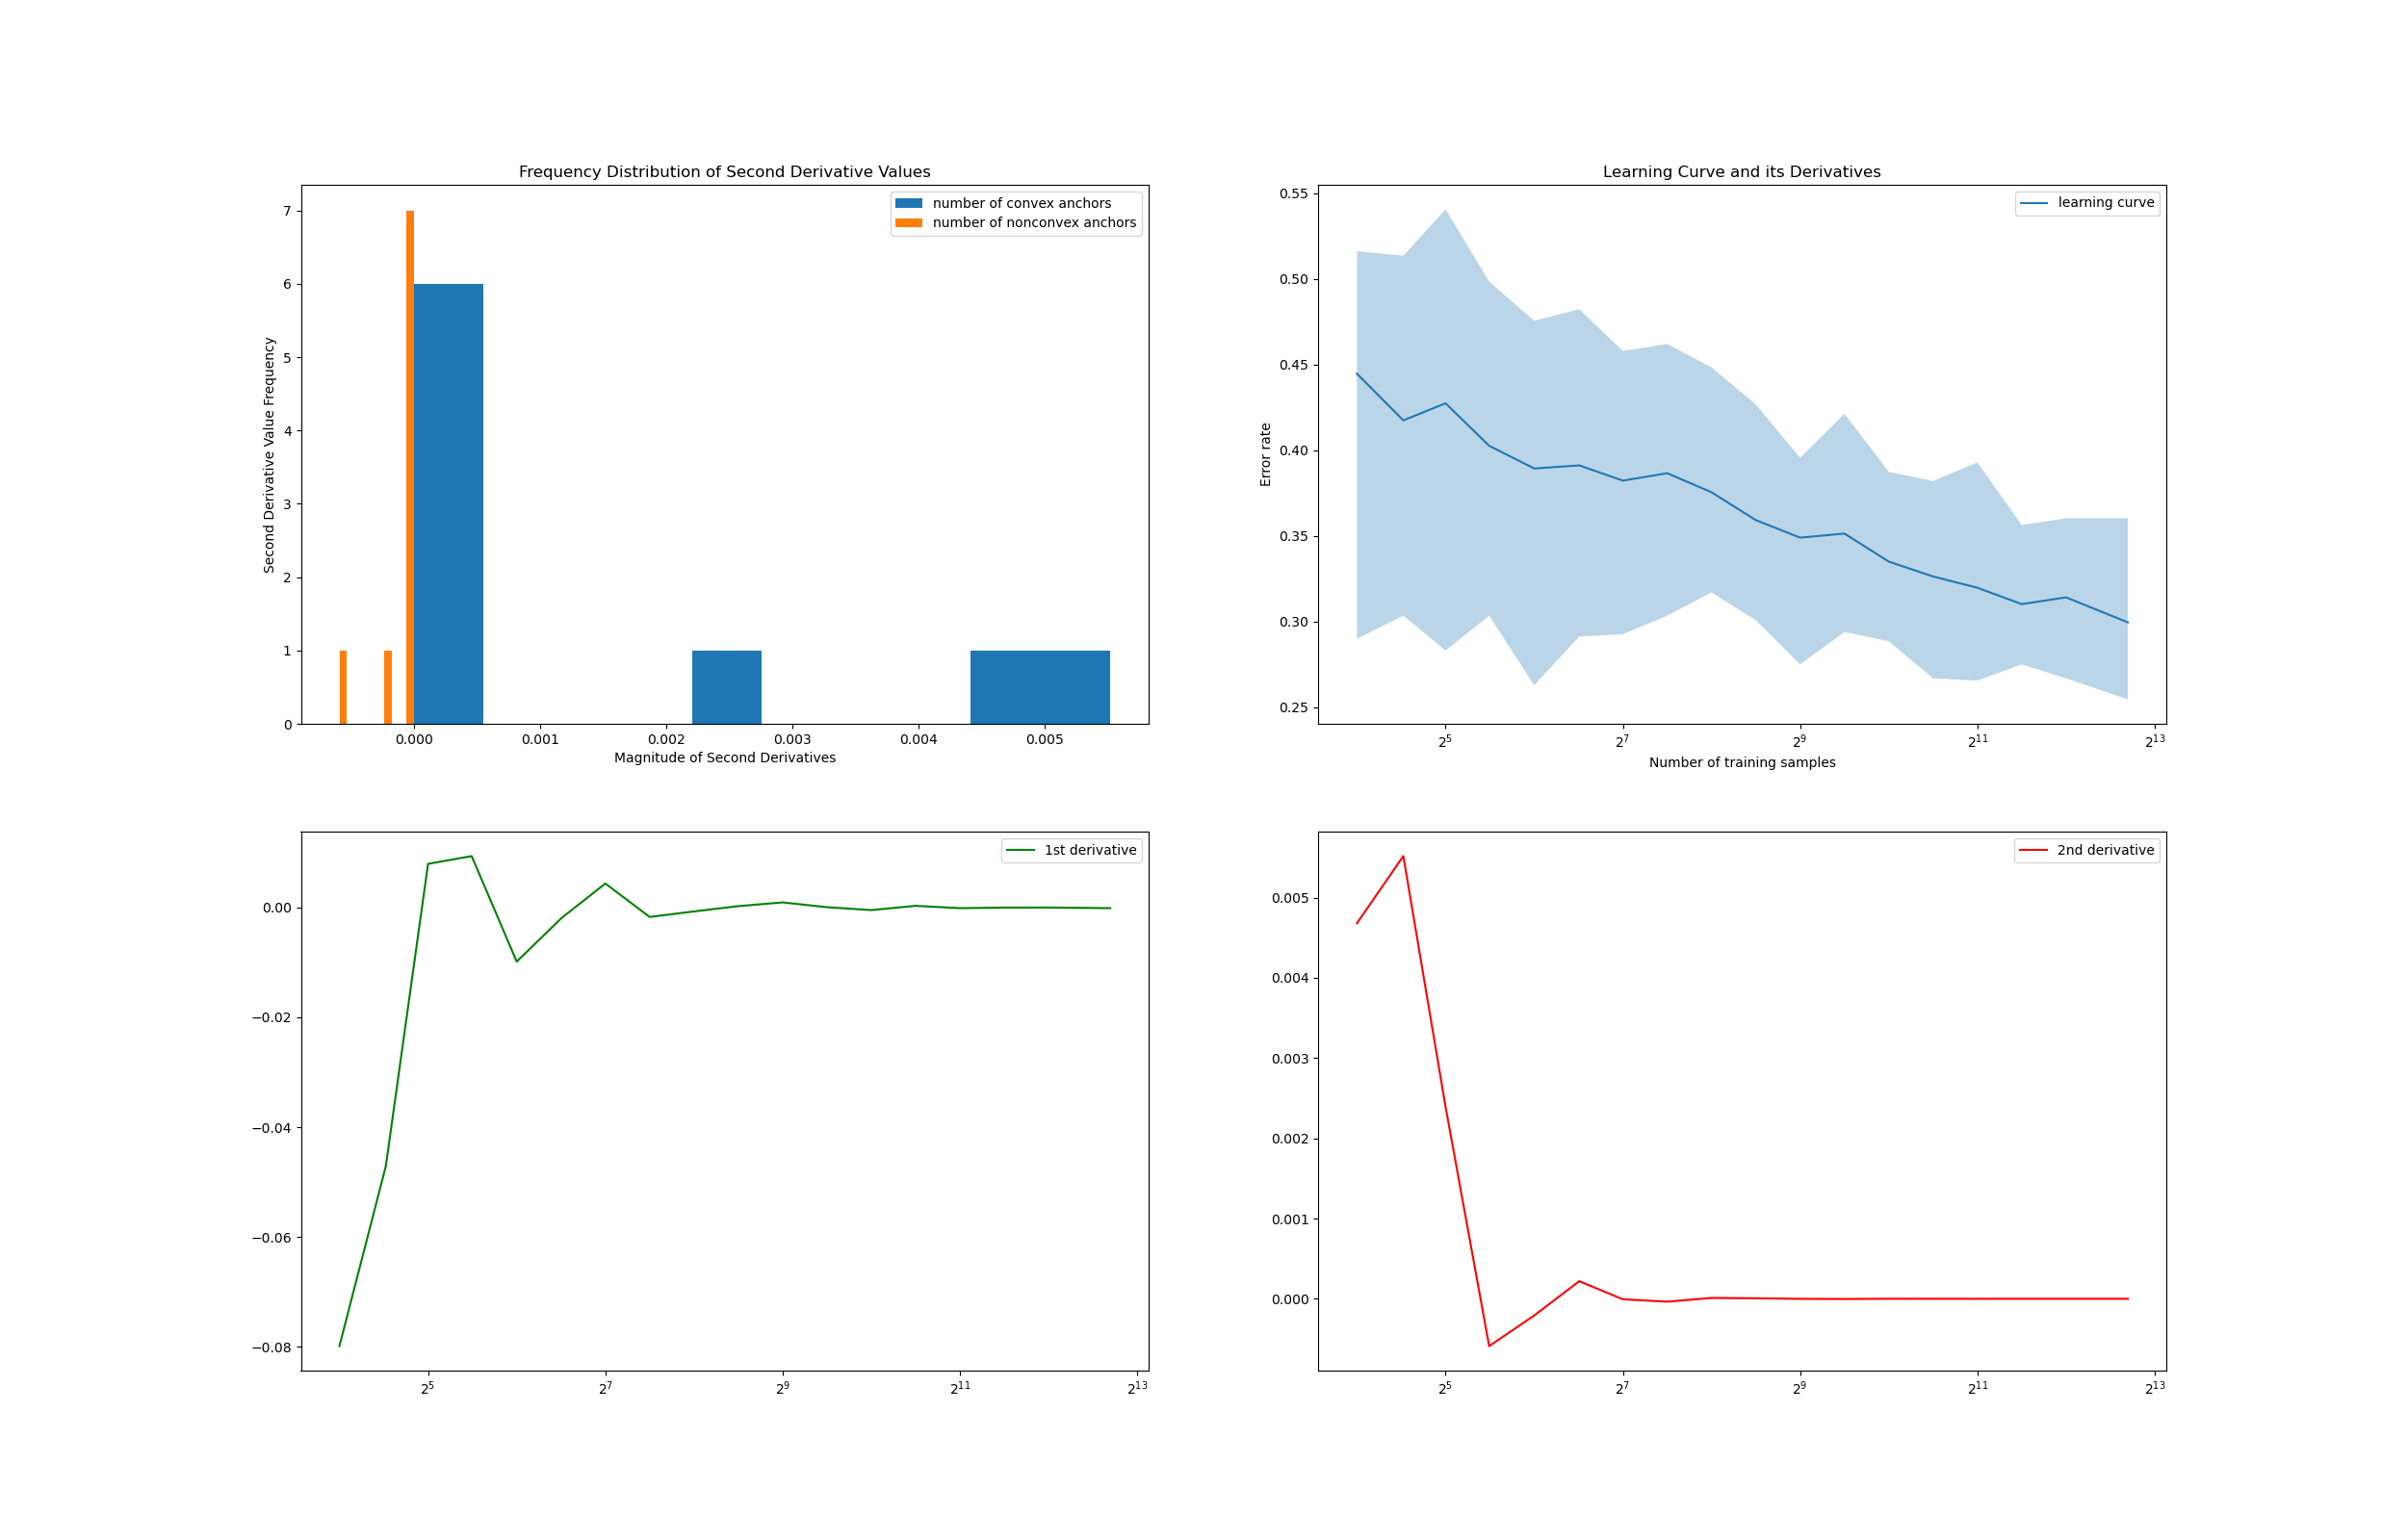 Frequency Distribution of Second Derivative Values
number of convex anchors
number of nonconvex anchors
Second Derivative Value Frequency
7
6
5
4
3
2
1
0
0.000 0.001 0.002 0.003 0.004 0.005
Magnitude of Second Derivatives
Learning Curve and its Derivatives
learning curve
Error rate
0.55
0.50
0.45
0.40
0.35
0.30
0.25
2^5 2^7 2^9 2^11 2^13
Number of training samples
1st derivative
0.00
−0.02
−0.04
−0.06
−0.08
2^5 2^7 2^9 2^11 2^13
2nd derivative
0.005
0.004
0.003
0.002
0.001
0.000
2^5 2^7 2^9 2^11 2^13